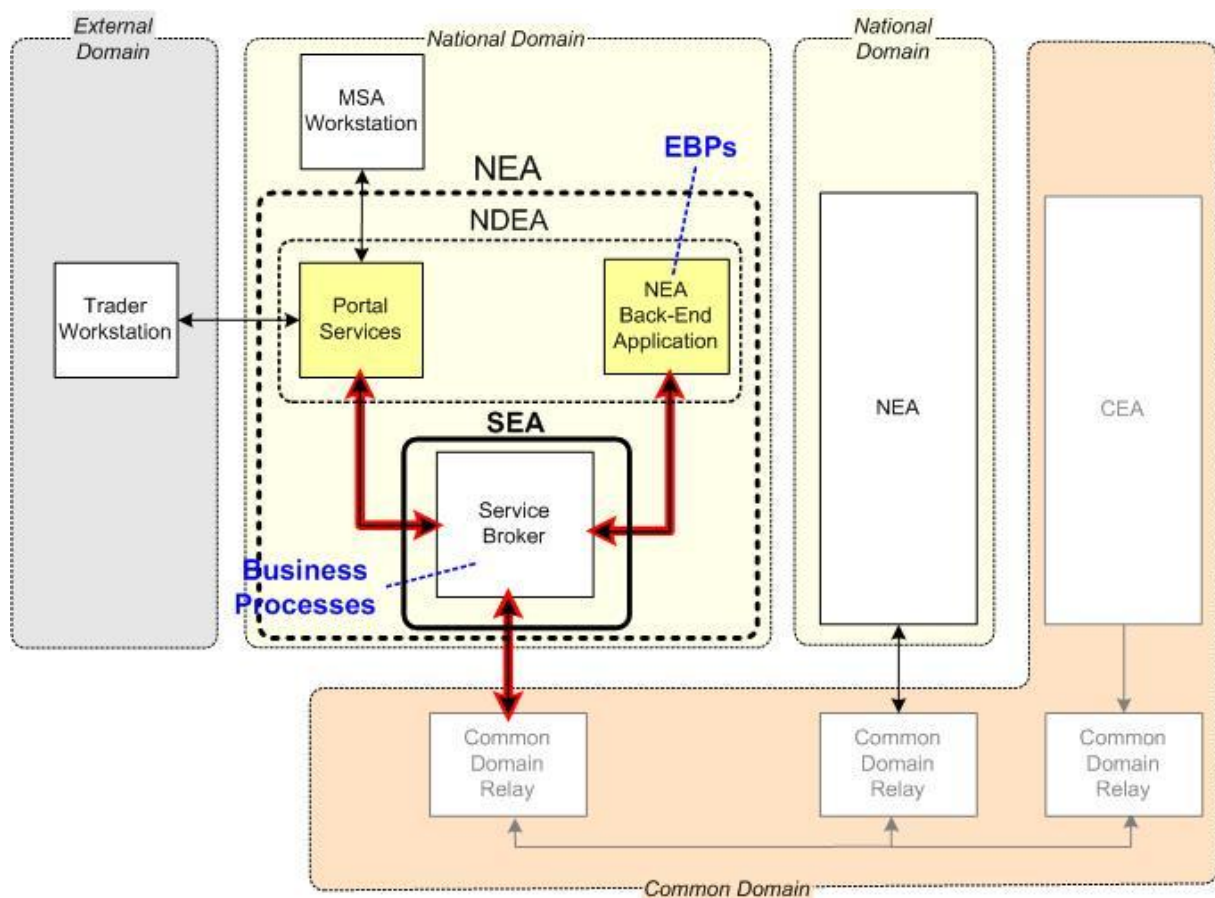 External
Domain
National Domain
National
Domain
MSA
Workstation
EBPs
NEA
NDEA
Trader
Workstation
Portal
Services
NEA
Back-End
Application
SEA
Service
Broker
Business
Processes
NEA
CEA
Common
Domain
Relay
Common
Domain
Relay
Common
Domain
Relay
Common Domain